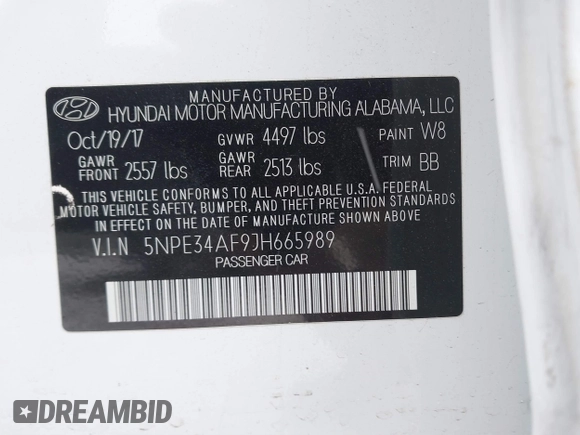 MANUFACTURED BY
HYUNDAI MOTOR MANUFACTURING ALABAMA, LLC
Oct/19/17 GVWR 4497 lbs PAINT W8
GAWR FRONT 2557 lbs GAWR REAR 2513 lbs TRIM BB
THIS VEHICLE CONFORMS TO ALL APPLICABLE U.S.A. FEDERAL
MOTOR VEHICLE SAFETY, BUMPER, AND THEFT PREVENTION STANDARDS
IN EFFECT ON THE DATE OF MANUFACTURE SHOWN ABOVE.
V.I.N 5NPE34AF9JH665989
PASSENGER CAR
DREAMBID